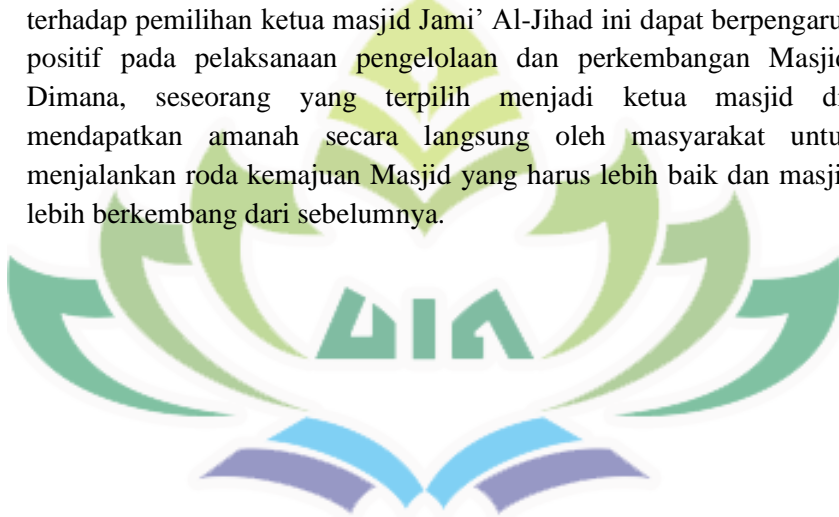 terhadap pemilihan ketua masjid Jami’ Al-Jihad ini dapat berpengaru
positif pada pelaksanaan pengelolaan dan perkembangan Masjid
Dimana, seseorang yang terpilih menjadi ketua masjid di
mendapatkan amanah secara langsung oleh masyarakat untu
menjalankan roda kemajuan Masjid yang harus lebih baik dan masji
lebih berkembang dari sebelumnya.